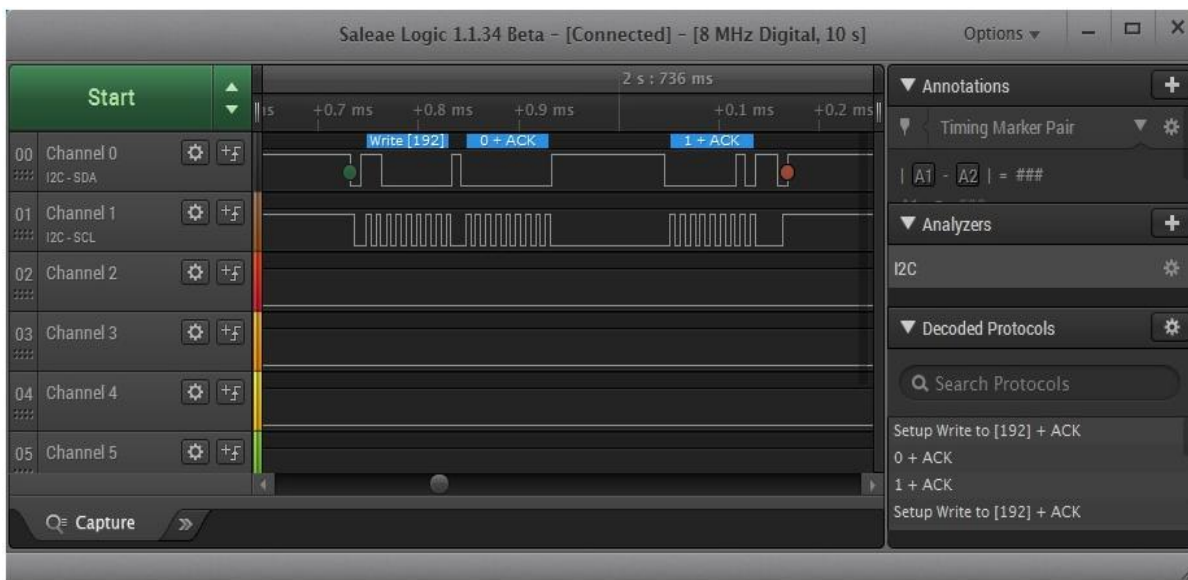 Saleae Logic 1.1.34 Beta - [Connected] - [8 MHz Digital, 10 s]
Options
Start
2 s : 736 ms
+0.7 ms +0.8 ms +0.9 ms +0.1 ms +0.2 ms
Annotations
Timing Marker Pair
| A1 - A2 | = ###
Write [192] 0 + ACK 1 + ACK
00 Channel 0
I2C - SDA
01 Channel 1
I2C - SCL
02 Channel 2
03 Channel 3
04 Channel 4
05 Channel 5
Analyzers
I2C
Decoded Protocols
Search Protocols
Setup Write to [192] + ACK
0 + ACK
1 + ACK
Setup Write to [192] + ACK
Capture